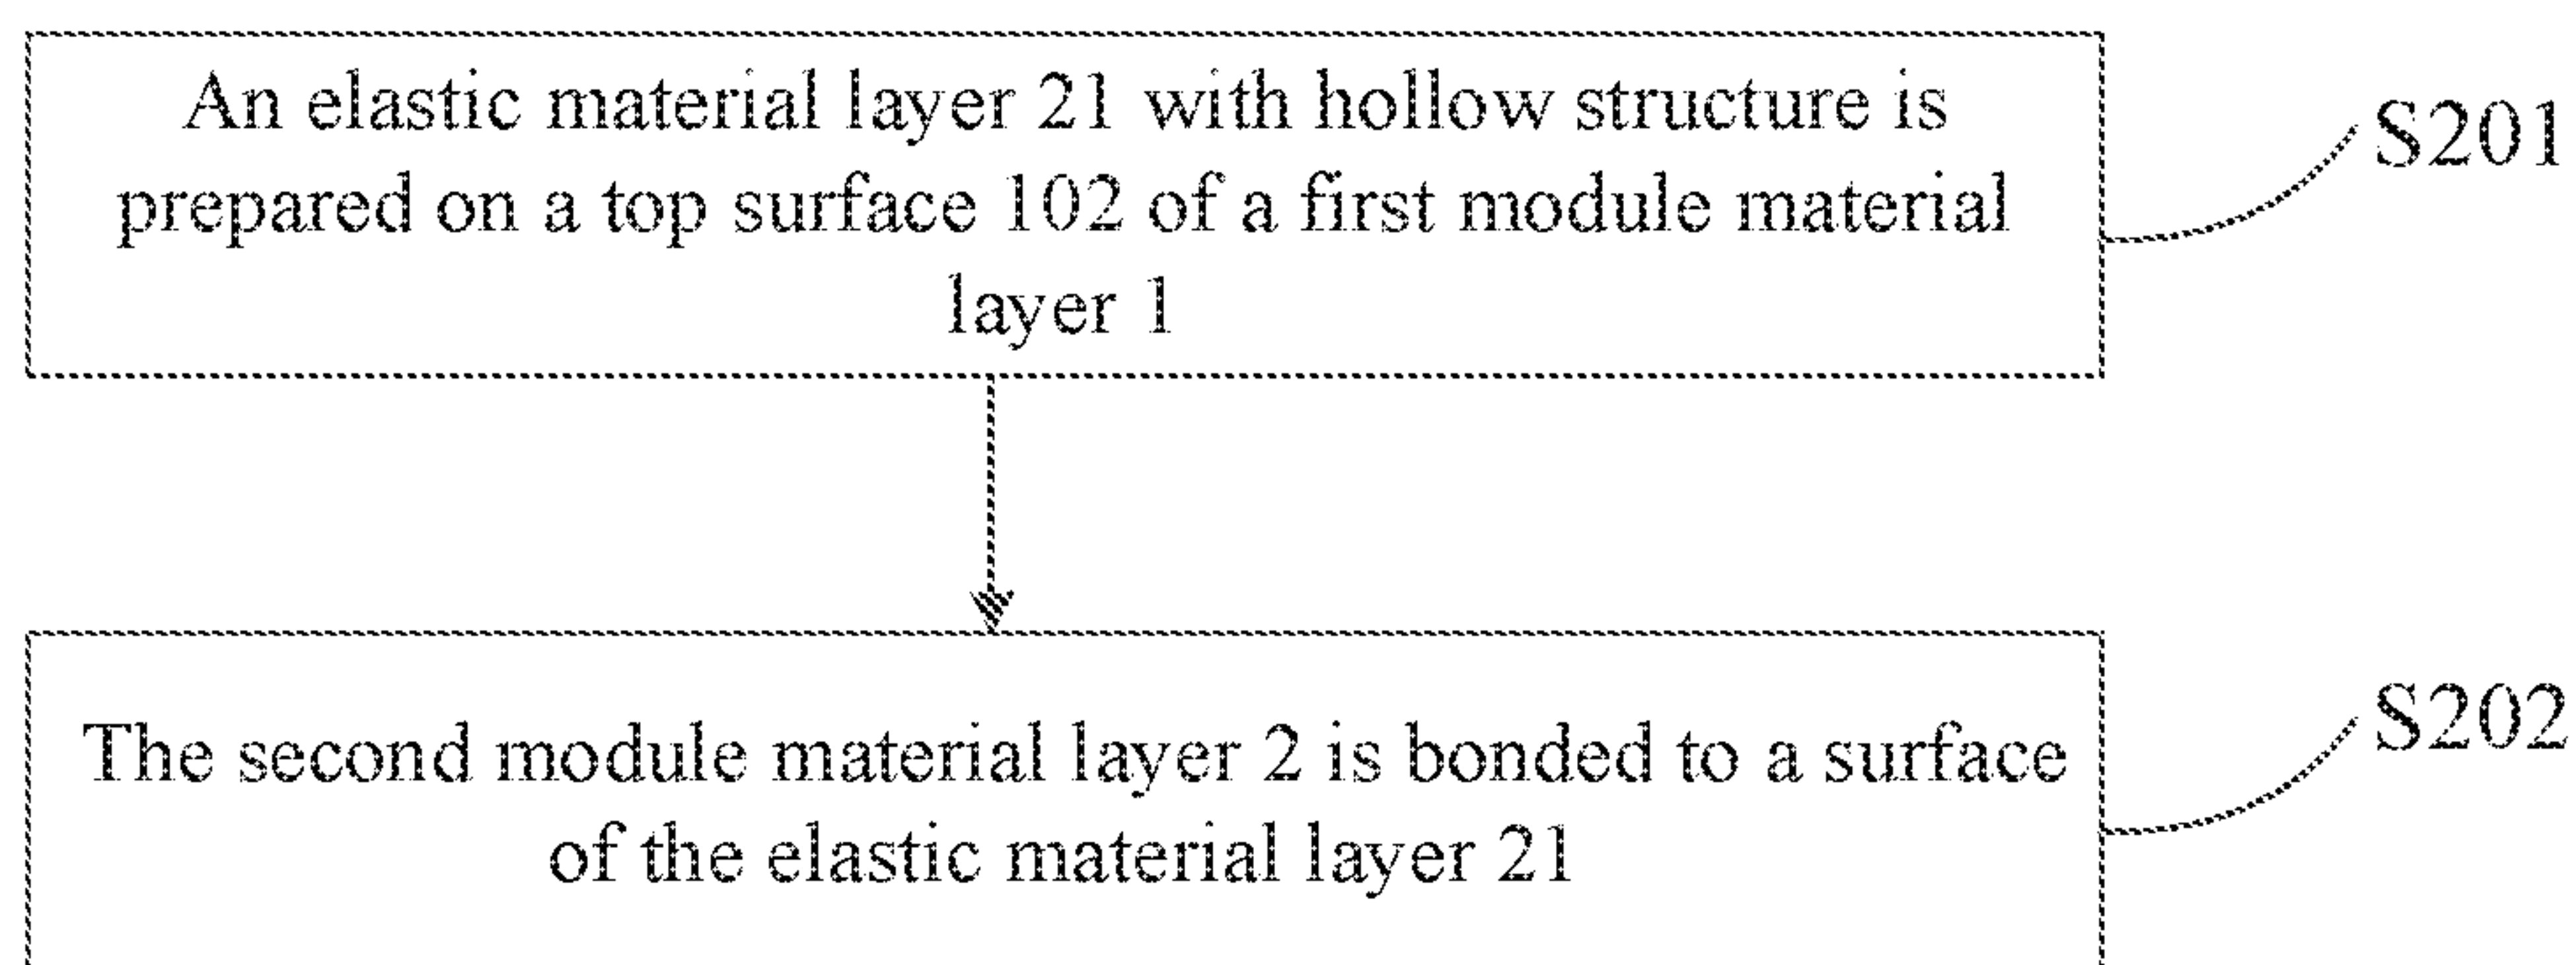 An elastic material layer 21 with hollow structure is
prepared on a top surface 102 of a first module material
layer 1
S201
The second module material layer 2 is bonded to a surface
of the elastic material layer 21
S202